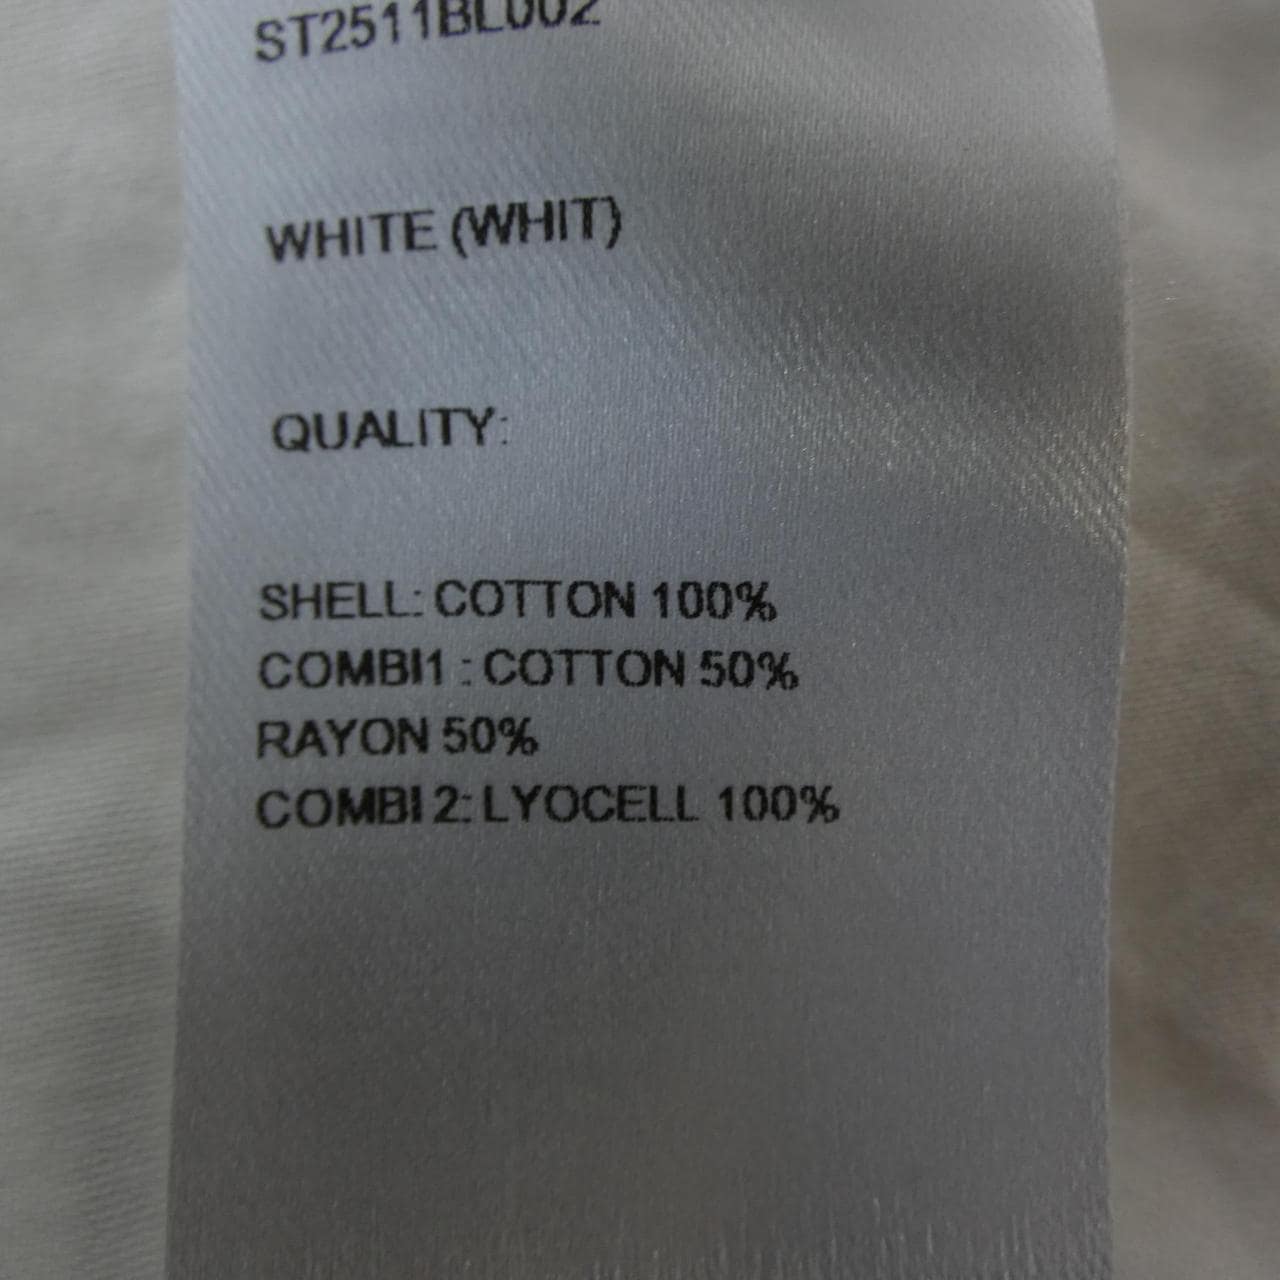 ST2511BL002
WHITE (WHIT)
QUALITY:
SHELL: COTTON 100%
COMBI1 : COTTON 50%
RAYON 50%
COMBI 2: LYOCELL 100%